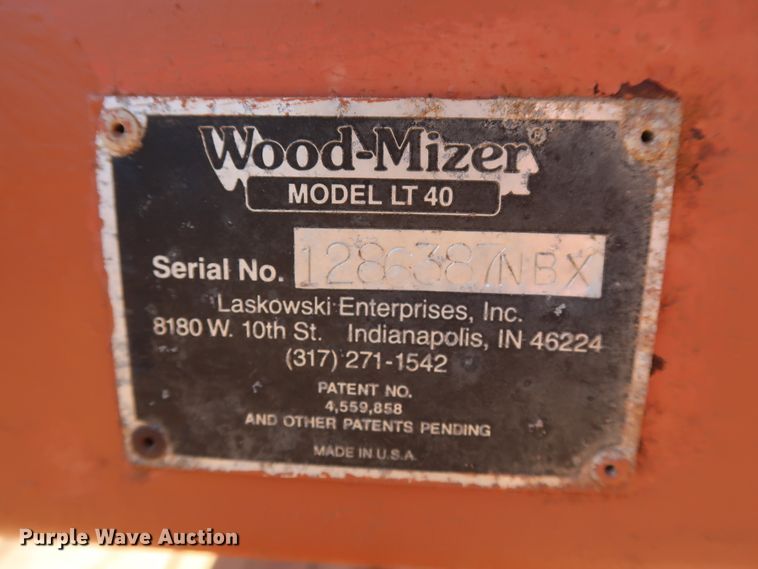 Wood-Mizer®
MODEL LT 40
Serial No. 1286387NBX
Laskowski Enterprises, Inc.
8180 W. 10th St. Indianapolis, IN 46224
(317) 271-1542
PATENT NO.
4,559,858
AND OTHER PATENTS PENDING
MADE IN U.S.A.
Purple Wave Auction